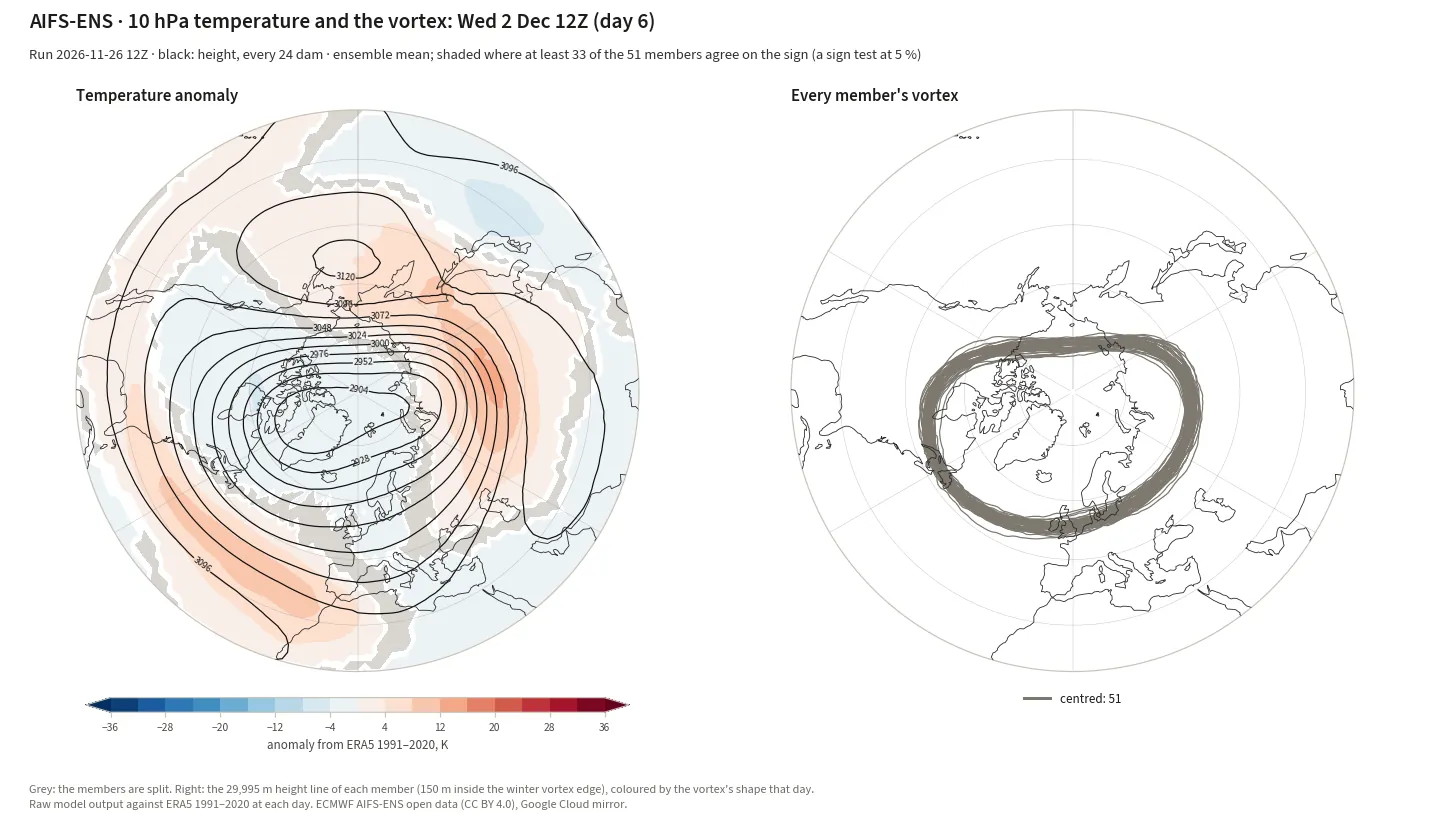 AIFS-ENS · 10 hPa temperature and the vortex: Wed 2 Dec 12Z (day 6)
Run 2026-11-26 12Z · black: height, every 24 dam · ensemble mean; shaded where at least 33 of the 51 members agree on the sign (a sign test at 5 %)
Temperature anomaly
Every member's vortex
3096
3120
3096
3072
3048
3024
3000
2976
2952
2904
2928
3096
centred: 51
−36 −28 −20 −12 −4 4 12 20 28 36
anomaly from ERA5 1991–2020, K
Grey: the members are split. Right: the 29,995 m height line of each member (150 m inside the winter vortex edge), coloured by the vortex's shape that day.
Raw model output against ERA5 1991–2020 at each day. ECMWF AIFS-ENS open data (CC BY 4.0), Google Cloud mirror.